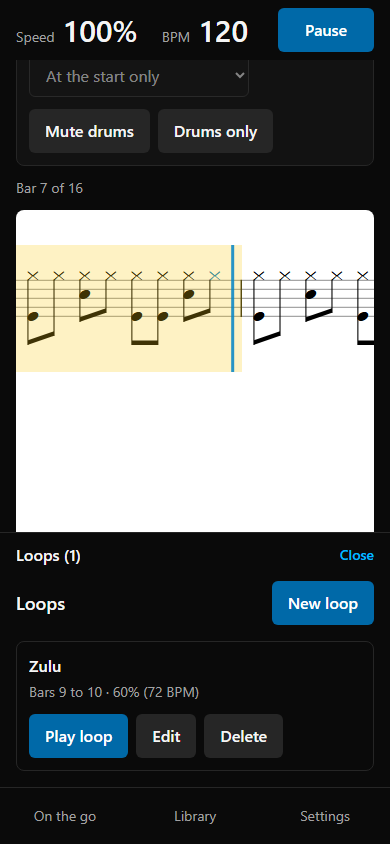 Speed 100% BPM 120 Pause
At the start only
Mute drums Drums only
Bar 7 of 16
Loops (1) Close
Loops New loop
Zulu
Bars 9 to 10 · 60% (72 BPM)
Play loop Edit Delete
On the go Library Settings